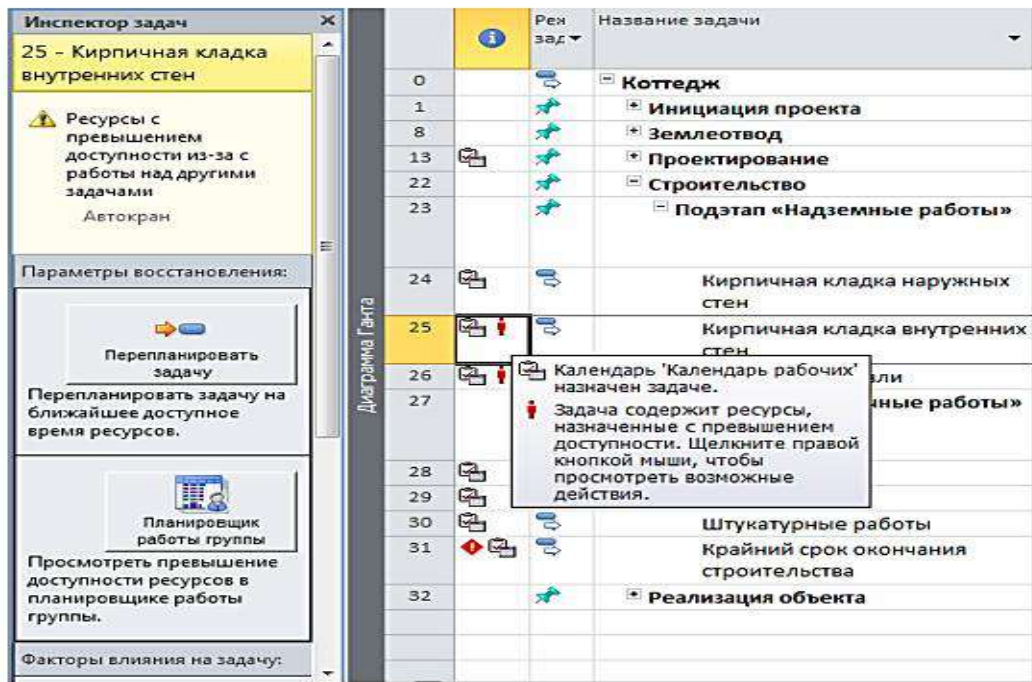 Инспектор задач
25 - Кирпичная кладка
внутренних стен
Ресурсы с
превышением
доступности из-за с
работы над другими
задачами
Автокран
Параметры восстановления:
Перепланировать
задачу
Перепланировать задачу на
ближайшее доступное
время ресурсов.
Планировщик
работы группы
Просмотреть превышение
доступности ресурсов в
планировщике работы
группы.
Факторы влияния на задачу:
Диаграмма Ганта
Реж
зад
Название задачи
0 Коттедж
1 Инициация проекта
8 Землеотвод
13 Проектирование
22 Строительство
23 Подэтап «Надземные работы»
24 Кирпичная кладка наружных
стен
25 Кирпичная кладка внутренних
стен
26 али
27 чные работы»
Календарь 'Календарь рабочих'
назначен задаче.
Задача содержит ресурсы,
назначенные с превышением
доступности. Щелкните правой
кнопкой мыши, чтобы
просмотреть возможные
действия.
28
29
30 Штукатурные работы
31 Крайний срок окончания
строительства
32 Реализация объекта